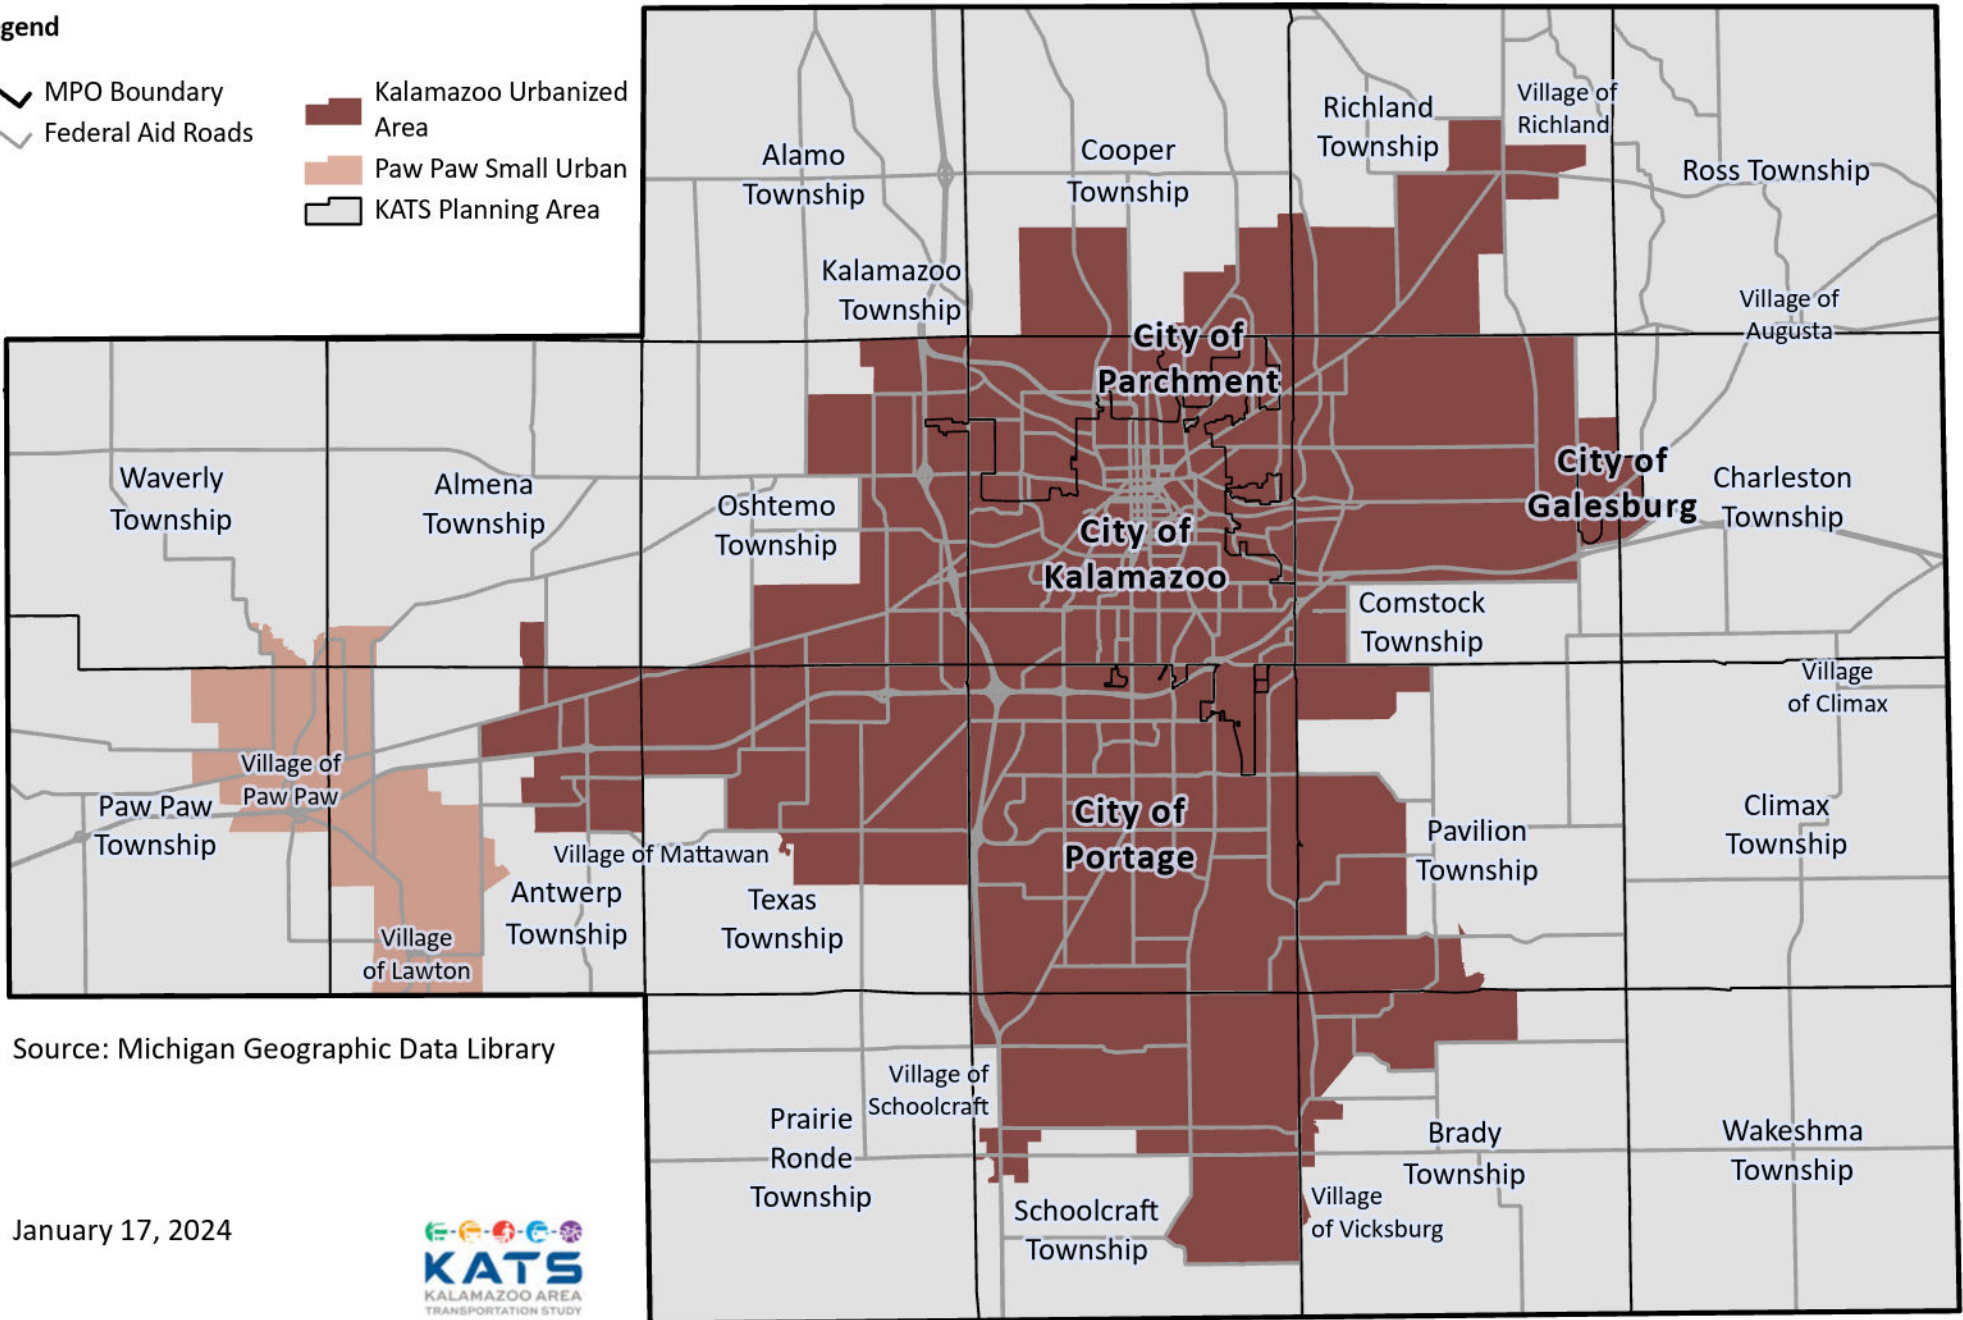 gend
MPO Boundary
Federal Aid Roads
Kalamazoo Urbanized
Area
Paw Paw Small Urban
KATS Planning Area
Alamo
Township
Cooper
Township
Richland
Township
Village of
Richland
Ross Township
Kalamazoo
Township
Village of
Augusta
City of
Parchment
Waverly
Township
Almena
Township
Oshtemo
Township
City of
Kalamazoo
City of
Galesburg
Charleston
Township
Comstock
Township
Village
of Climax
Village of
Paw Paw
Paw Paw
Township
Village of Mattawan
Antwerp
Township
Village
of Lawton
Texas
Township
City of
Portage
Pavilion
Township
Climax
Township
Source: Michigan Geographic Data Library
Village of
Schoolcraft
Prairie
Ronde
Township
Schoolcraft
Township
Village
of Vicksburg
Brady
Township
Wakeshma
Township
January 17, 2024
KATS
KALAMAZOO AREA
TRANSPORTATION STUDY